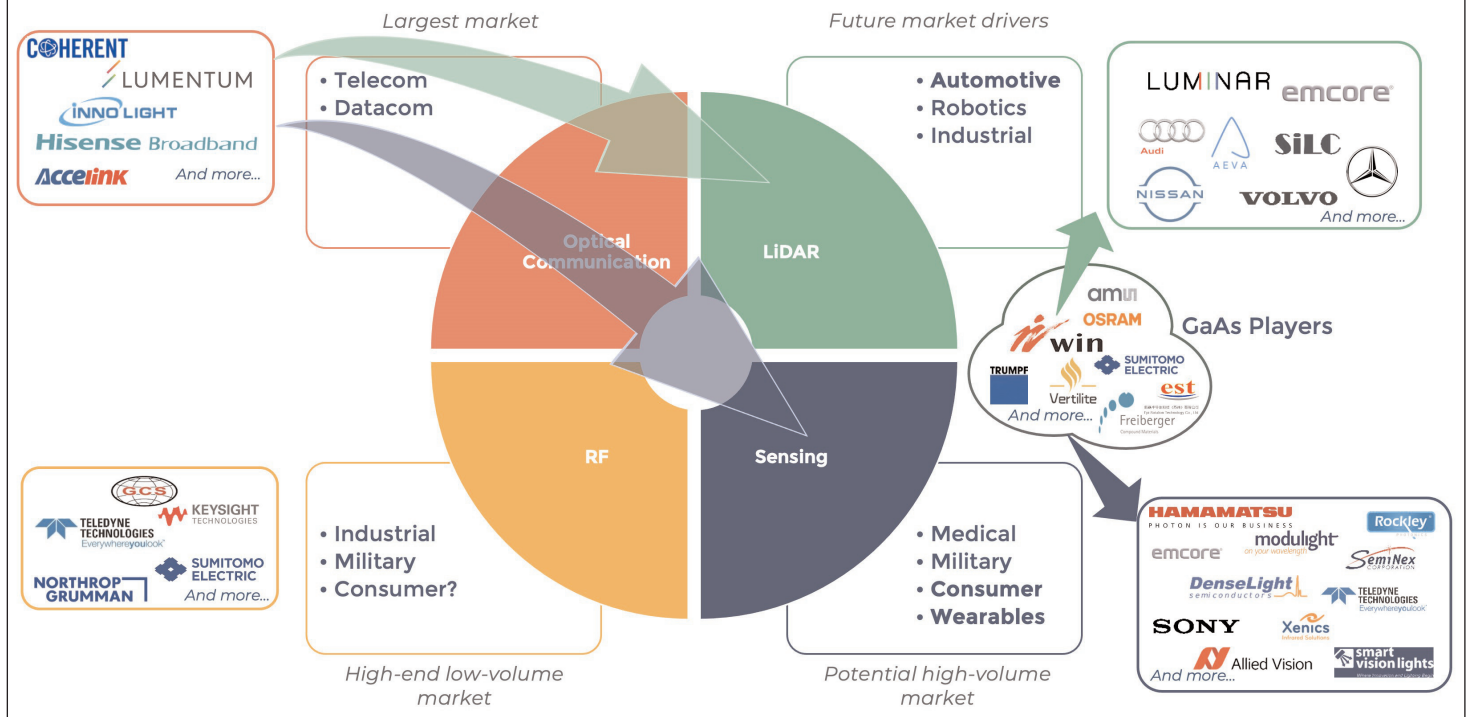 Largest market
Future market drivers
COHERENT
LUMENTUM
INNOLIGHT
Hisense Broadband
Accelink
And more...
• Telecom
• Datacom
• Automotive
• Robotics
• Industrial
LUMINAR
emcore
Audi
AEVA
SiLC
NISSAN
VOLVO
And more...
Optical
Communication
LiDAR
RF
Sensing
GaAs Players
amu
OSRAM
win
TRUMPF
Vertilite
SUMITOMO
ELECTRIC
est
And more...
Freiberger
Compound Materials
GCS
KEYSIGHT
TECHNOLOGIES
TELEDYNE
TECHNOLOGIES
Everywhereyoulook
NORTHROP
GRUMMAN
SUMITOMO
ELECTRIC
And more...
• Industrial
• Military
• Consumer?
• Medical
• Military
• Consumer
• Wearables
HAMAMATSU
PHOTON IS OUR BUSINESS
Rockley
emcore
modulight
on your wavelength
SemiNex
CORPORATION
DenseLight
semiconductors
TELEDYNE
TECHNOLOGIES
Everywhereyoulook
SONY
Xenics
Infrared Solutions
Allied Vision
smart
vision lights
And more...
High-end low-volume
market
Potential high-volume
market